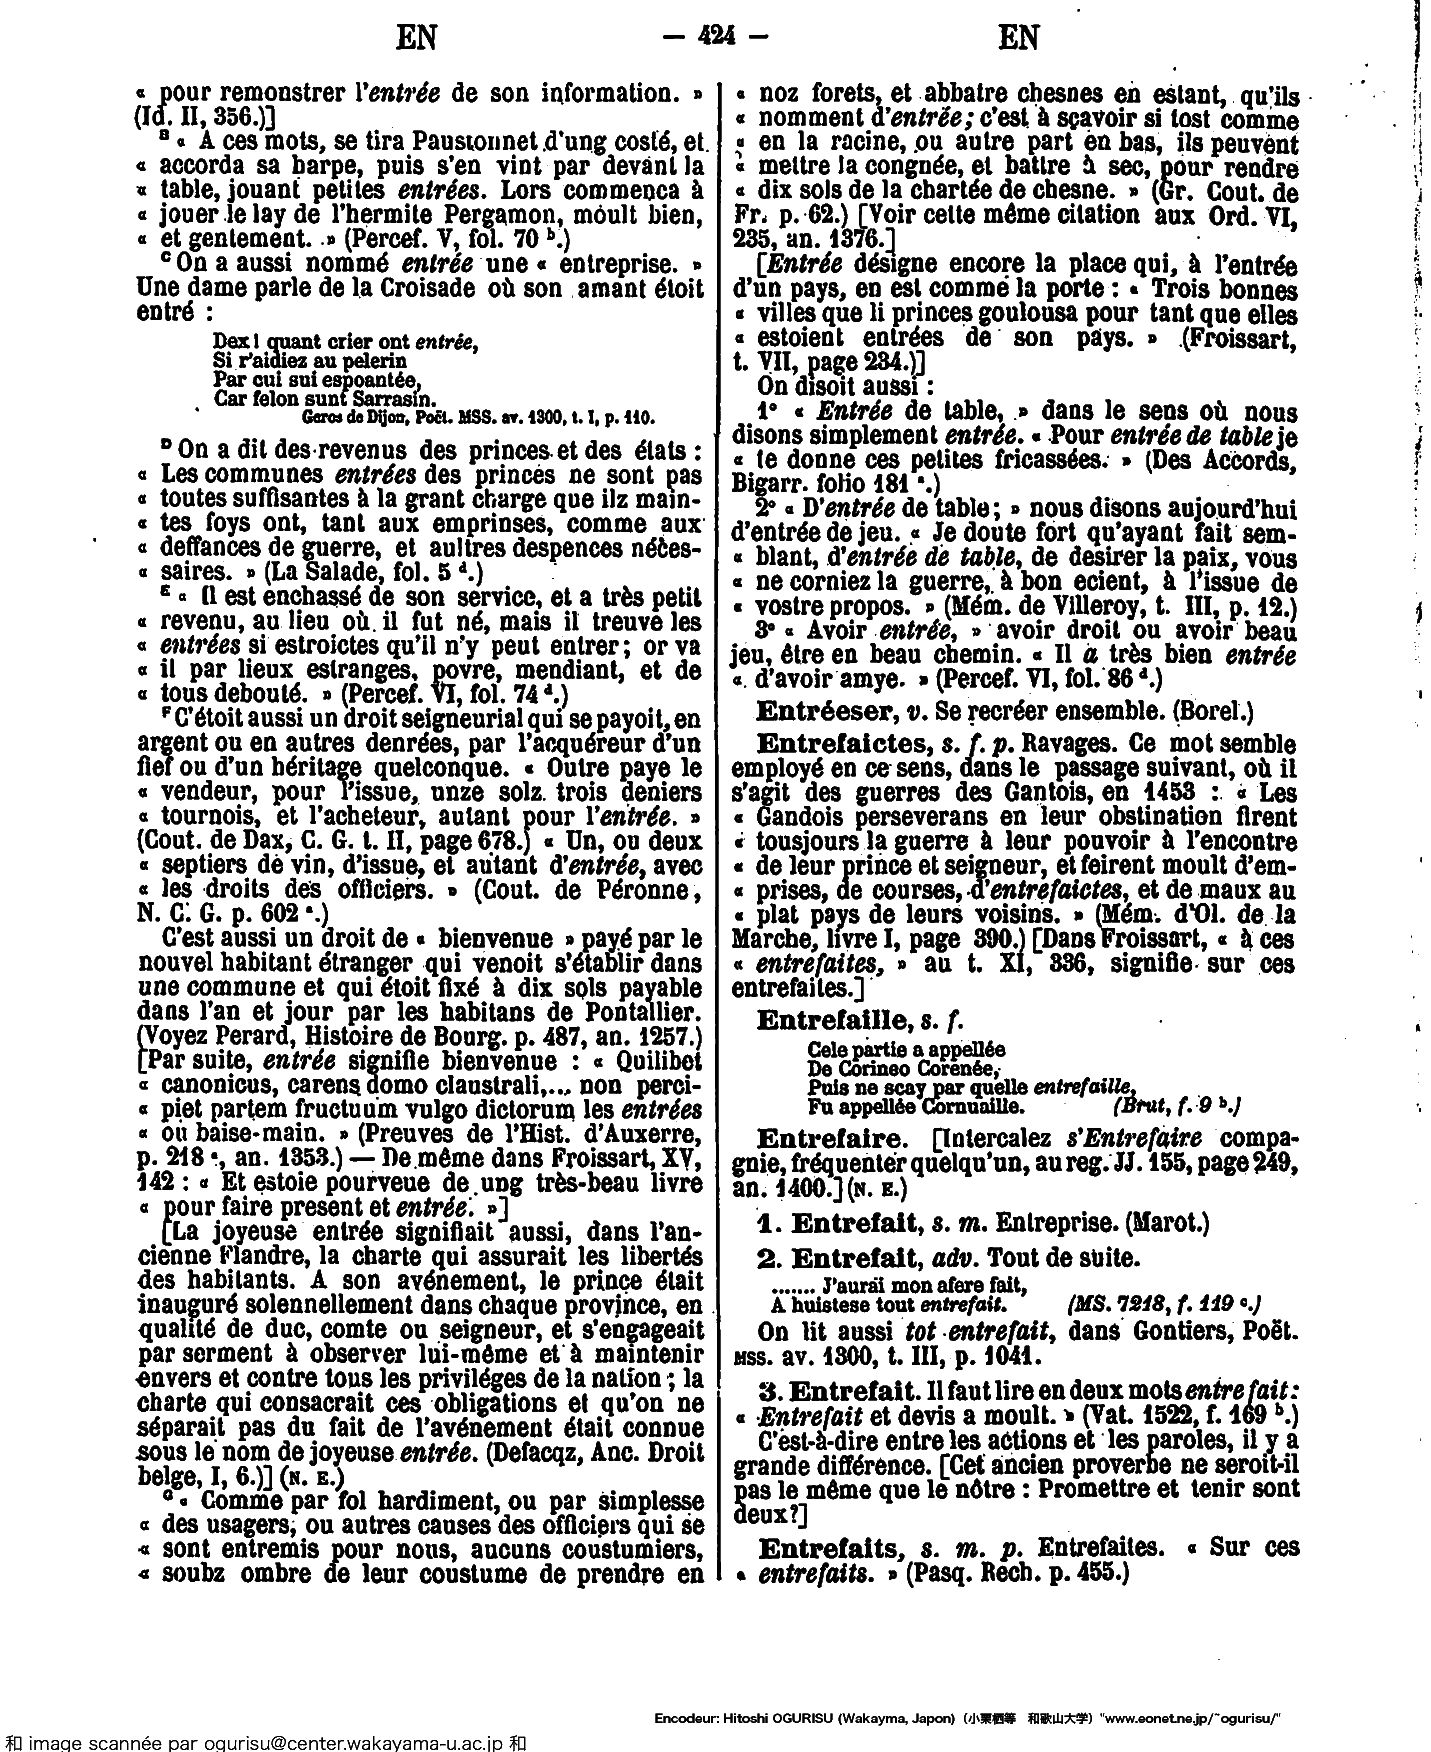 EN
— 424 —
EN
« pour remonstrer l'entrée de son information. »
(Id. II, 356.)]
B « A ces mots, se tira Paustonnet d'ung costé, et
« accorda sa harpe, puis s'en vint par devant la
« table, jouant petites entrées. Lors commença à
« jouer le lay de l'hermite Pergamon, moult bien,
« et gentement. » (Percef. V, fol. 70 b.)
C On a aussi nommé entrée une « entreprise. »
Une dame parle de la Croisade où son amant étoit
entré :
Dex ! quant crier ont entrée,
Si r'aidiez au pelerin
Par cui sui espoantée,
Car felon sunt Sarrasin.
Garos de Dijon, Poët. MSS. av. 1300, t. I, p. 110.
D On a dit des revenus des princes et des états :
« Les communes entrées des princes ne sont pas
« toutes suffisantes à la grant charge que ilz main-
« tes foys ont, tant aux emprinses, comme aux
« deffances de guerre, et aultres despences néces-
« saires. » (La Salade, fol. 5 d.)
E « Il est enchassé de son service, et a très petit
« revenu, au lieu où il fut né, mais il treuve les
« entrées si estroictes qu'il n'y peut entrer ; or va
« il par lieux estranges, povre, mendiant, et de
« tous debouté. » (Percef. VI, fol. 74 d.)
F C'étoit aussi un droit seigneurial qui se payoit, en
argent ou en autres denrées, par l'acquéreur d'un
fief ou d'un héritage quelconque. « Outre paye le
« vendeur, pour l'issue, unze solz trois deniers
« tournois, et l'acheteur, autant pour l'entrée. »
(Cout. de Dax, C. G. t. II, page 678.) « Un, ou deux
« septiers de vin, d'issue, et autant d'entrée, avec
« les droits des officiers. » (Cout. de Péronne,
N. C. G. p. 602 a.)
C'est aussi un droit de « bienvenue » payé par le
nouvel habitant étranger qui venoit s'établir dans
une commune et qui étoit fixé à dix sols payable
dans l'an et jour par les habitans de Pontallier.
(Voyez Perard, Histoire de Bourg. p. 487, an. 1257.)
[Par suite, entrée signifie bienvenue : « Quilibet
« canonicus, carens domo claustrali,... non perci-
« piet partem fructuum vulgo dictorum les entrées
« ou baise-main. » (Preuves de l'Hist. d'Auxerre,
p. 218 a, an. 1353.) — De même dans Froissart, XV,
142 : « Et estoie pourveue de ung très-beau livre
« pour faire present et entrée. »]
[La joyeuse entrée signifiait aussi, dans l'an-
cienne Flandre, la charte qui assurait les libertés
des habitants. A son avénement, le prince était
inauguré solennellement dans chaque province, en
qualité de duc, comte ou seigneur, et s'engageait
par serment à observer lui-même et à maintenir
envers et contre tous les priviléges de la nation ; la
charte qui consacrait ces obligations et qu'on ne
séparait pas du fait de l'avénement était connue
sous le nom de joyeuse entrée. (Defacqz, Anc. Droit
belge, I, 6.)] (N. E.)
G « Comme par fol hardiment, ou par simplesse
« des usagers, ou autres causes des officiers qui se
« sont entremis pour nous, aucuns coustumiers,
« soubz ombre de leur coustume de prendre en
« noz forets, et abbatre chesnes en estant, qu'ils
« nomment d'entrée ; c'est à sçavoir si tost comme
« en la racine, ou autre part en bas, ils peuvent
« mettre la congnée, et battre à sec, pour rendre
« dix sols de la chartée de chesne. » (Gr. Cout. de
Fr. p. 62.) [Voir cette même citation aux Ord. VI,
235, an. 1376.]
[Entrée désigne encore la place qui, à l'entrée
d'un pays, en est comme la porte : « Trois bonnes
« villes que li princes goulousa pour tant que elles
« estoient entrées de son pays. » (Froissart,
t. VII, page 234.)]
On disoit aussi :
1° « Entrée de table, » dans le sens où nous
disons simplement entrée. « Pour entrée de table je
« te donne ces petites fricassées. » (Des Accords,
Bigarr. folio 181 a.)
2° « D'entrée de table ; » nous disons aujourd'hui
d'entrée de jeu. « Je doute fort qu'ayant fait sem-
« blant, d'entrée de table, de desirer la paix, vous
« ne corniez la guerre, à bon ecient, à l'issue de
« vostre propos. » (Mém. de Villeroy, t. III, p. 12.)
3° « Avoir entrée, » avoir droit ou avoir beau
jeu, être en beau chemin. « Il a très bien entrée
« d'avoir amye. » (Percef. VI, fol. 86 d.)
Entréeser, v. Se recréer ensemble. (Borel.)
Entrefaictes, s. f. p. Ravages. Ce mot semble
employé en ce sens, dans le passage suivant, où il
s'agit des guerres des Gantois, en 1453 : « Les
« Gandois perseverans en leur obstination firent
« tousjours la guerre à leur pouvoir à l'encontre
« de leur prince et seigneur, et feirent moult d'em-
« prises, de courses, d'entrefaictes, et de maux au
« plat pays de leurs voisins. » (Mém. d'Ol. de la
Marche, livre I, page 390.) [Dans Froissart, « à ces
« entrefaites, » au t. XI, 336, signifie sur ces
entrefaites.]
Entrefaille, s. f.
Cele partie a appellée
De Corineo Corenée,
Puis ne scay par quelle entrefaille,
Fu appellée Cornuaille. (Brut, f. 9 b.)
Entrefaire. [Intercalez s'Entrefaire compa-
gnie, fréquenter quelqu'un, au reg. JJ. 155, page 249,
an. 1400.] (N. E.)
1. Entrefait, s. m. Entreprise. (Marot.)
2. Entrefait, adv. Tout de suite.
....... J'aurai mon afere fait,
A huistese tout entrefait. (MS. 7218, f. 119 c.)
On lit aussi tot entrefait, dans Gontiers, Poët.
MSS. av. 1300, t. III, p. 1041.
3. Entrefait. Il faut lire en deux mots entre fait :
« Entrefait et devis a moult. » (Vat. 1522, f. 169 b.)
C'est-à-dire entre les actions et les paroles, il y a
grande différence. [Cet ancien proverbe ne seroit-il
pas le même que le nôtre : Promettre et tenir sont
deux ?]
Entrefaits, s. m. p. Entrefaites. « Sur ces
« entrefaits. » (Pasq. Rech. p. 455.)
Encodeur: Hitoshi OGURISU (Wakayma, Japon) (小栗栖等 和歌山大学) "www.eonet.ne.jp/~ogurisu/"
和 image scannée par ogurisu@center.wakayama-u.ac.jp 和